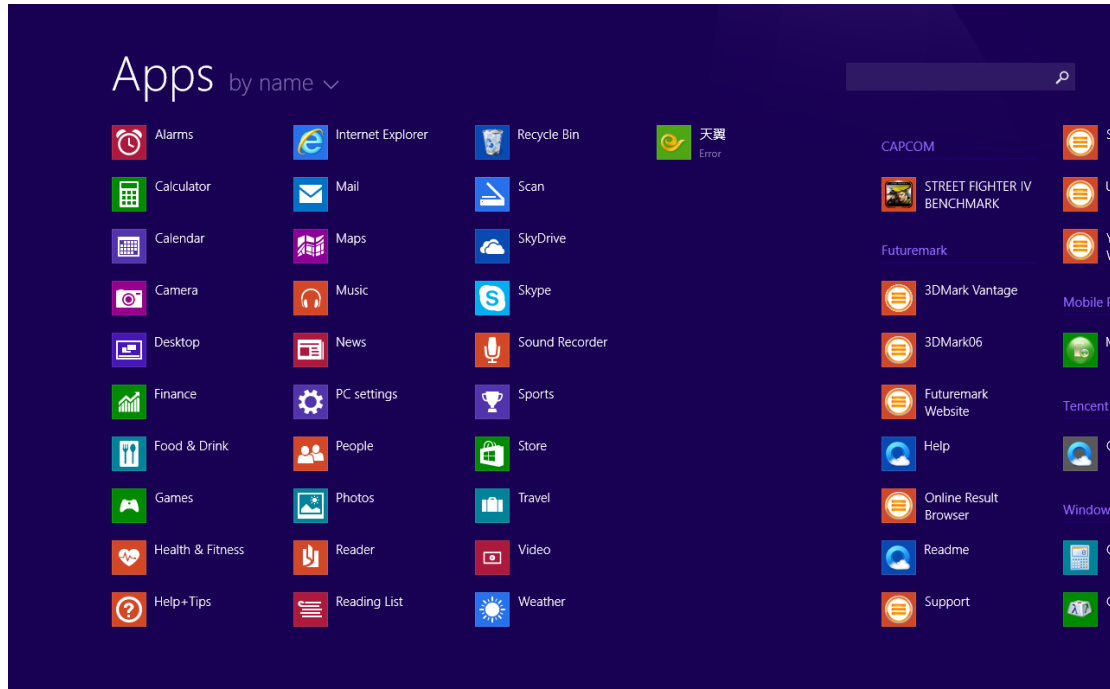 Apps by name
Alarms
Calculator
Calendar
Camera
Desktop
Finance
Food & Drink
Games
Health & Fitness
Help+Tips
Internet Explorer
Mail
Maps
Music
News
PC settings
People
Photos
Reader
Reading List
Recycle Bin
Scan
SkyDrive
Skype
Sound Recorder
Sports
Store
Travel
Video
Weather
天翼
Error
CAPCOM
STREET FIGHTER IV
BENCHMARK
Futuremark
3DMark Vantage
3DMark06
Futuremark
Website
Help
Online Result
Browser
Readme
Support
Mobile
Tencent
Window